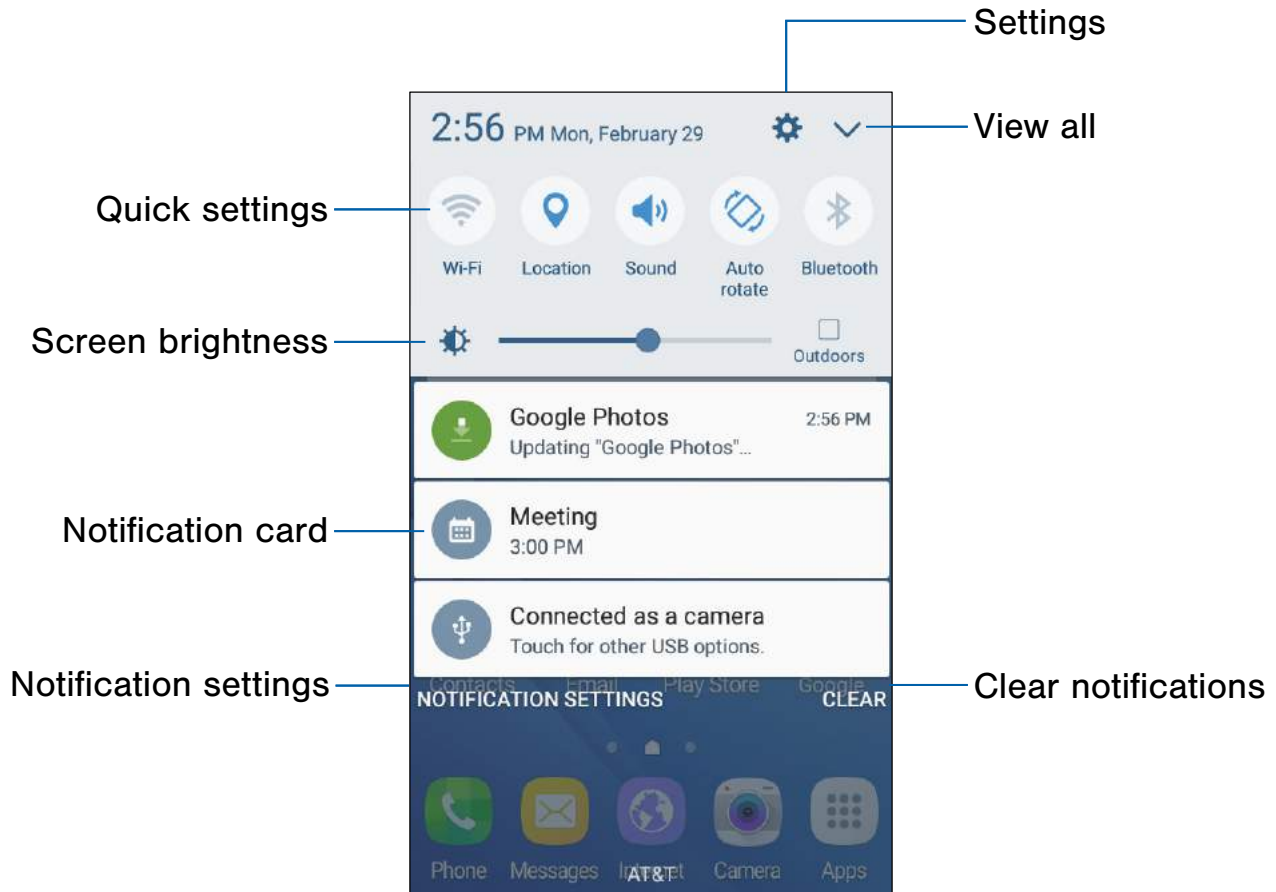 Settings
2:56 PM Mon, February 29
View all
Quick settings
Wi-Fi
Location
Sound
Auto rotate
Bluetooth
Screen brightness
Outdoors
Google Photos 2:56 PM
Updating "Google Photos"...
Notification card
Meeting
3:00 PM
Connected as a camera
Touch for other USB options.
Contacts Email Play Store Google
Notification settings
NOTIFICATION SETTINGS CLEAR
Clear notifications
Phone Messages Internet Camera Apps
AT&T